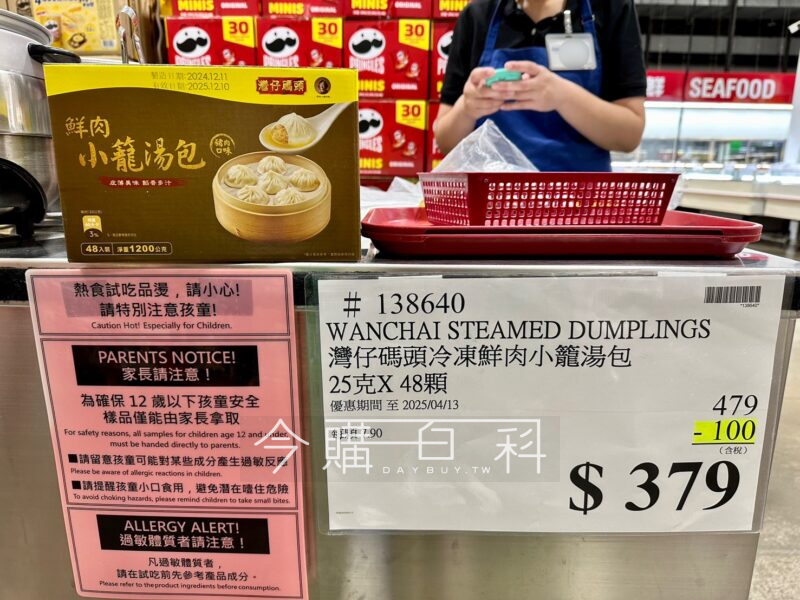 MINIS
ORIGINAL
MINIS
ORIGINAL
30
30
30
PRINGLES
MINIS
30
SEAFOOD
製造日期:2024.12.11
有效日期:2025.12.10
灣仔碼頭
鮮肉
小籠湯包
豬肉
口味
皮薄美味 鮮香多汁
3%
48入裝 淨重1200公克
熱食試吃品燙，請小心!
請特別注意孩童!
Caution Hot! Especially for Children.
PARENTS NOTICE!
家長請注意！
為確保 12 歲以下孩童安全
樣品僅能由家長拿取
For safety reasons, all samples for children age 12 and under,
must be handed directly to parents.
■請留意孩童可能對某些成分產生過敏反應
Please be aware of allergic reactions in children.
■請提醒孩童小口食用，避免潛在噎住危險
To avoid choking hazards, please remind children to take small bites.
ALLERGY ALERT!
過敏體質者請注意！
凡過敏體質者，
請在試吃前先參考產品成分。
Please refer to the product ingredients before consumption.
# 138640
*138640*
WANCHAI STEAMED DUMPLINGS
灣仔碼頭冷凍鮮肉小籠湯包
25克X 48顆
優惠期間 至 2025/04/13
479
- 100
(含稅)
$ 379
今購百科
DAYBUY.TW